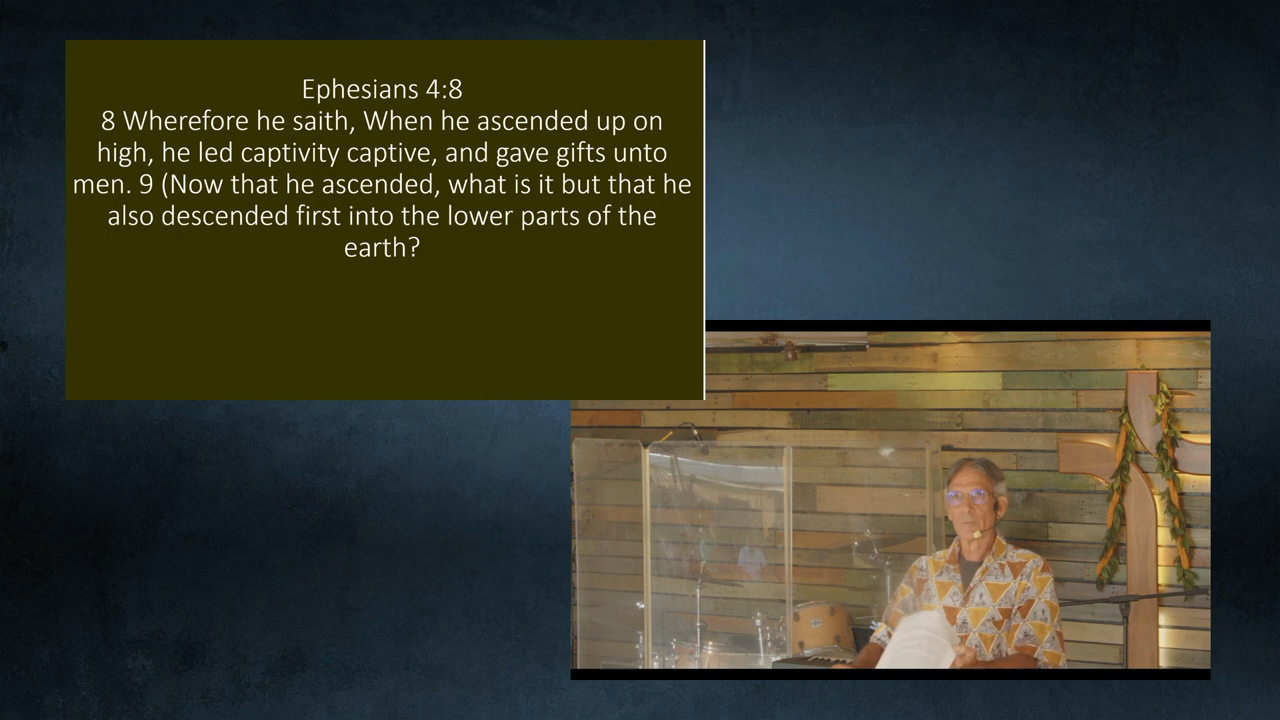 Ephesians 4:8
8 Wherefore he saith, When he ascended up on
high, he led captivity captive, and gave gifts unto
men. 9 (Now that he ascended, what is it but that he
also descended first into the lower parts of the
earth?